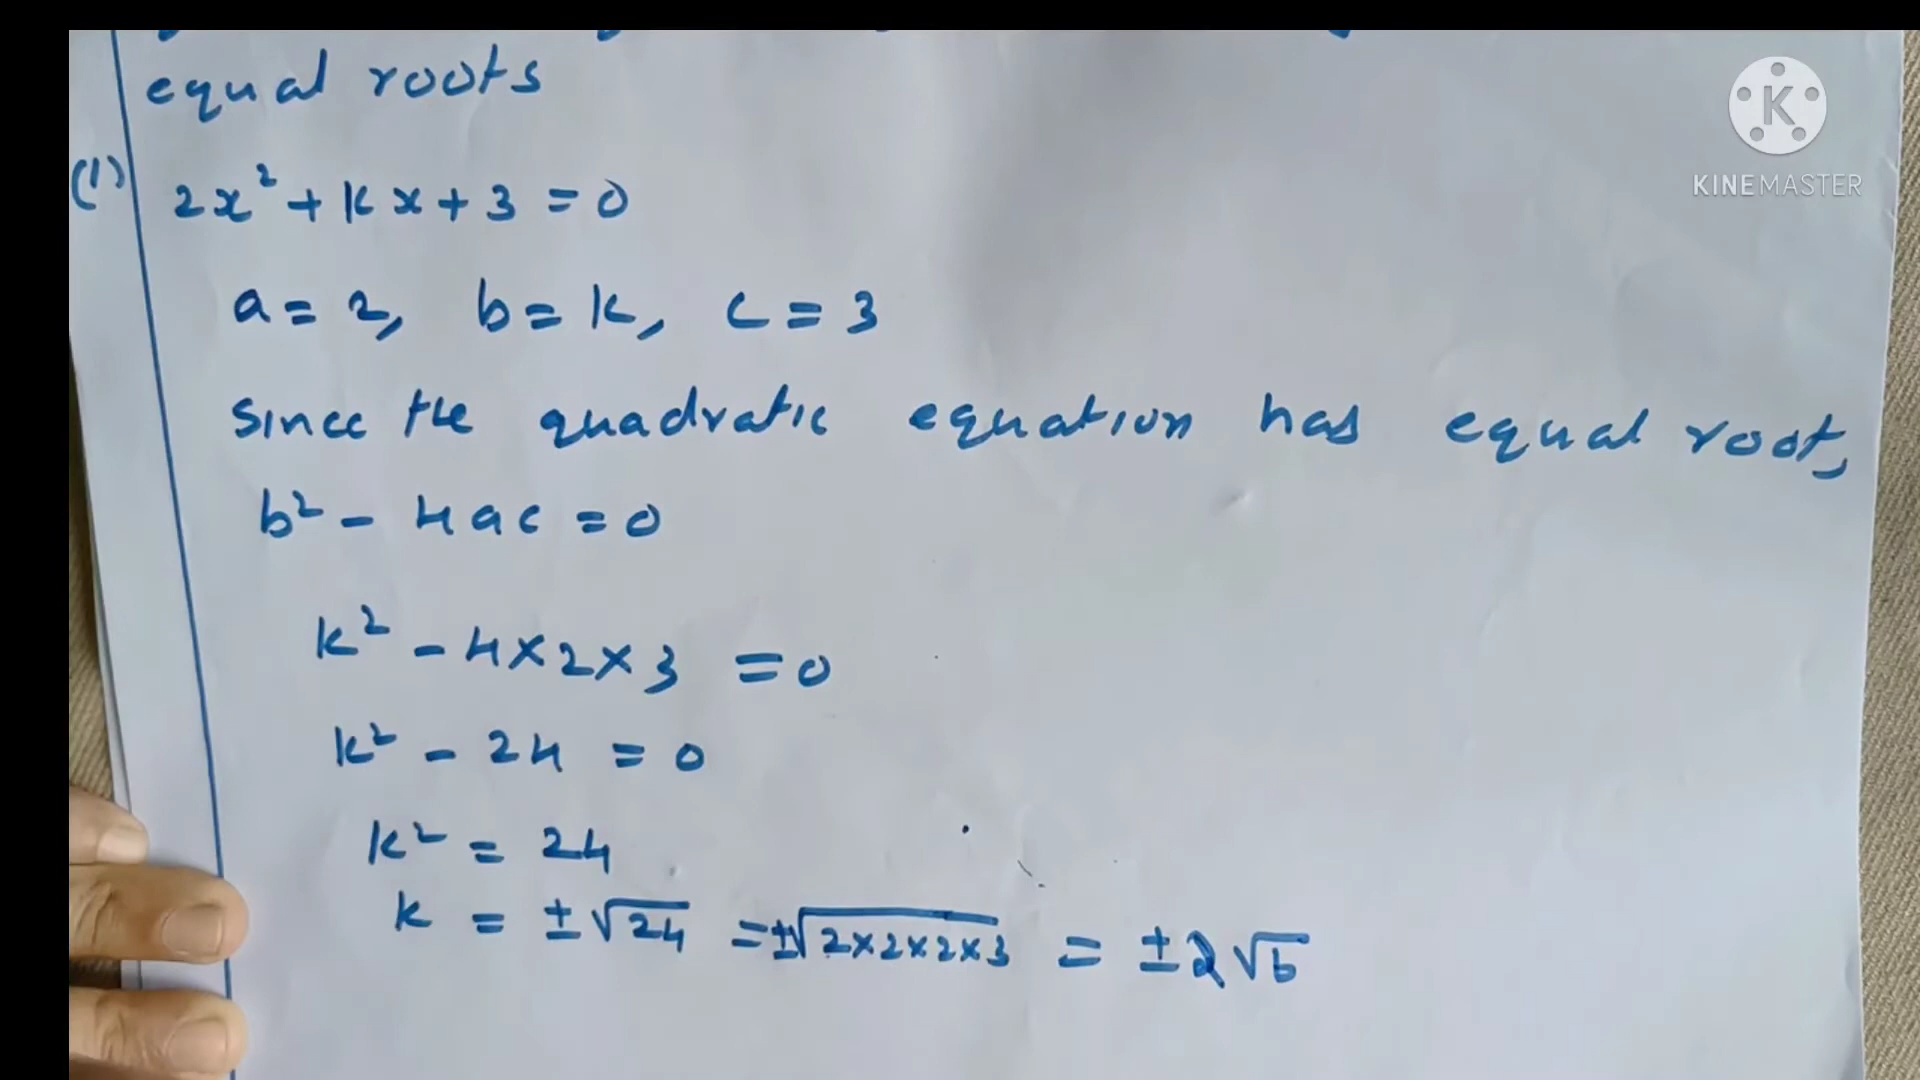 equal roots
(1) 2x² + kx + 3 = 0
a = 2, b = k, c = 3
Since the quadratic equation has equal root,
b² - 4ac = 0
k² - 4×2×3 = 0
k² - 24 = 0
k² = 24
k = ±√24 = ±√2×2×2×3 = ±2√6
K
KINEMASTER